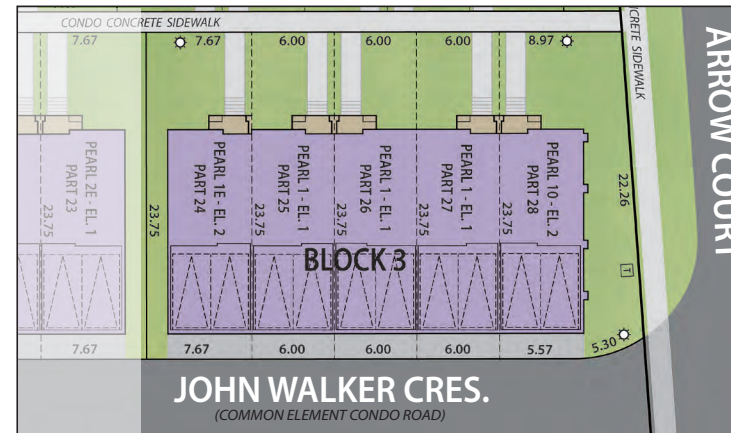 CONDO CONCRETE SIDEWALK
7.67
7.67
6.00
6.00
6.00
8.97
CRETE SIDEWALK
ARROW COURT
PEARL 2E - EL. 1
PART 23
23.75
23.75
PEARL 1E - EL. 2
PART 24
23.75
PEARL 1 - EL. 1
PART 25
23.75
PEARL 1 - EL. 1
PART 26
23.75
PEARL 1 - EL. 1
PART 27
23.75
PEARL 10 - EL. 2
PART 28
22.26
BLOCK 3
T
7.67
7.67
6.00
6.00
6.00
5.57
5.30
JOHN WALKER CRES.
(COMMON ELEMENT CONDO ROAD)